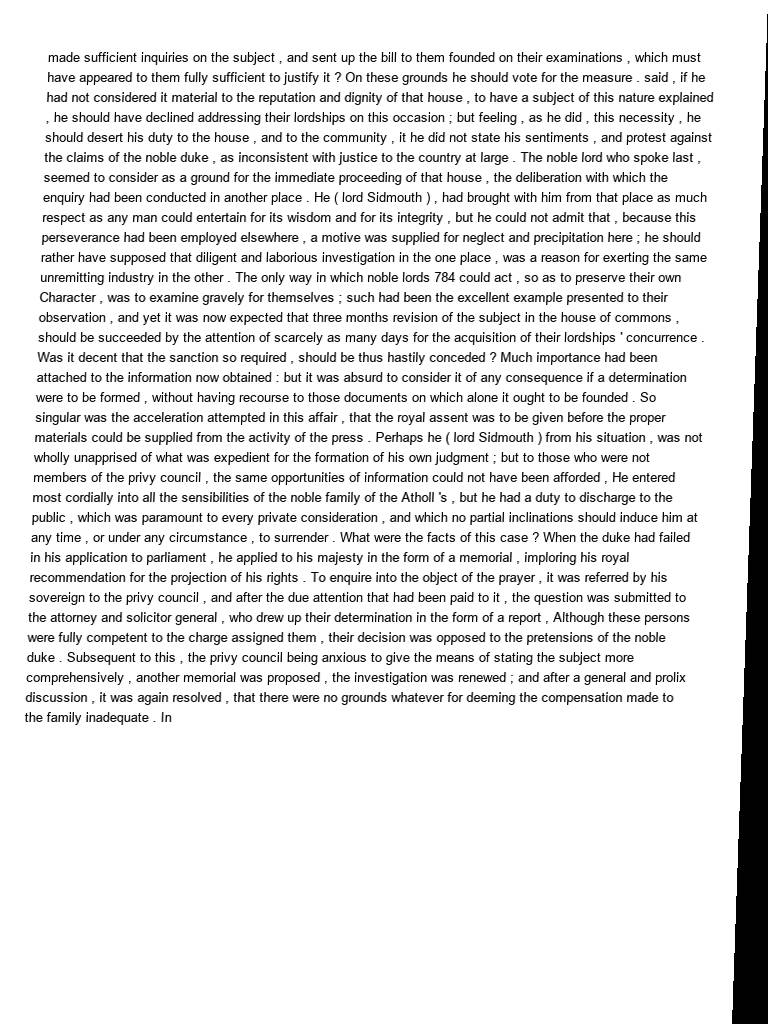 made sufficient inquiries on the subject , and sent up the bill to them founded on their examinations , which must
have appeared to them fully sufficient to justify it ? On these grounds he should vote for the measure . said , if he
had not considered it material to the reputation and dignity of that house , to have a subject of this nature explained
, he should have declined addressing their lordships on this occasion ; but feeling , as he did , this necessity , he
should desert his duty to the house , and to the community , it he did not state his sentiments , and protest against
the claims of the noble duke , as inconsistent with justice to the country at large . The noble lord who spoke last ,
seemed to consider as a ground for the immediate proceeding of that house , the deliberation with which the
enquiry had been conducted in another place . He ( lord Sidmouth ) , had brought with him from that place as much
respect as any man could entertain for its wisdom and for its integrity , but he could not admit that , because this
perseverance had been employed elsewhere , a motive was supplied for neglect and precipitation here ; he should
rather have supposed that diligent and laborious investigation in the one place , was a reason for exerting the same
unremitting industry in the other . The only way in which noble lords 784 could act , so as to preserve their own
Character , was to examine gravely for themselves ; such had been the excellent example presented to their
observation , and yet it was now expected that three months revision of the subject in the house of commons ,
should be succeeded by the attention of scarcely as many days for the acquisition of their lordships ' concurrence .
Was it decent that the sanction so required , should be thus hastily conceded ? Much importance had been
attached to the information now obtained : but it was absurd to consider it of any consequence if a determination
were to be formed , without having recourse to those documents on which alone it ought to be founded . So
singular was the acceleration attempted in this affair , that the royal assent was to be given before the proper
materials could be supplied from the activity of the press . Perhaps he ( lord Sidmouth ) from his situation , was not
wholly unapprised of what was expedient for the formation of his own judgment ; but to those who were not
members of the privy council , the same opportunities of information could not have been afforded , He entered
most cordially into all the sensibilities of the noble family of the Atholl 's , but he had a duty to discharge to the
public , which was paramount to every private consideration , and which no partial inclinations should induce him at
any time , or under any circumstance , to surrender . What were the facts of this case ? When the duke had failed
in his application to parliament , he applied to his majesty in the form of a memorial , imploring his royal
recommendation for the projection of his rights . To enquire into the object of the prayer , it was referred by his
sovereign to the privy council , and after the due attention that had been paid to it , the question was submitted to
the attorney and solicitor general , who drew up their determination in the form of a report , Although these persons
were fully competent to the charge assigned them , their decision was opposed to the pretensions of the noble
duke . Subsequent to this , the privy council being anxious to give the means of stating the subject more
comprehensively , another memorial was proposed , the investigation was renewed ; and after a general and prolix
discussion , it was again resolved , that there were no grounds whatever for deeming the compensation made to
the family inadequate . In